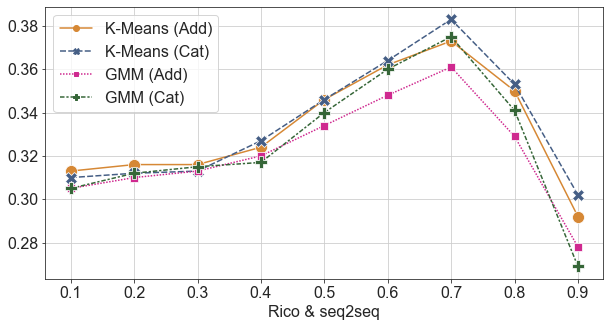 K-Means (Add)
K-Means (Cat)
GMM (Add)
GMM (Cat)
0.38
0.36
0.34
0.32
0.30
0.28
0.1 0.2 0.3 0.4 0.5 0.6 0.7 0.8 0.9
Rico & seq2seq